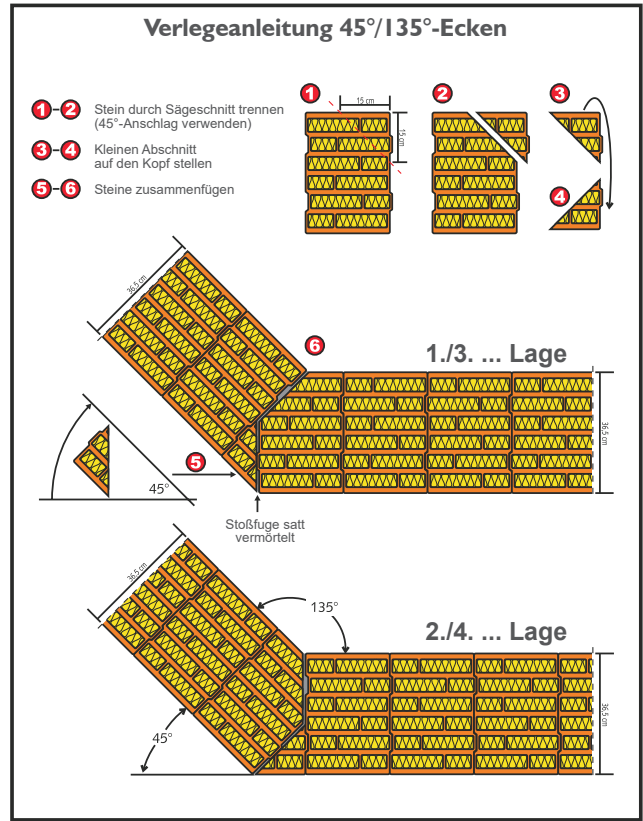 Verlegeanleitung 45°/135°-Ecken
1-2 Stein durch Sägeschnitt trennen
(45°-Anschlag verwenden)
3-4 Kleinen Abschnitt
auf den Kopf stellen
5-6 Steine zusammenfügen
1
15 cm
15 cm
2
3
4
36,5 cm
6
1./3. ... Lage
36,5 cm
5
45°
Stoßfuge satt
vermörtelt
36,5 cm
135°
2./4. ... Lage
36,5 cm
45°